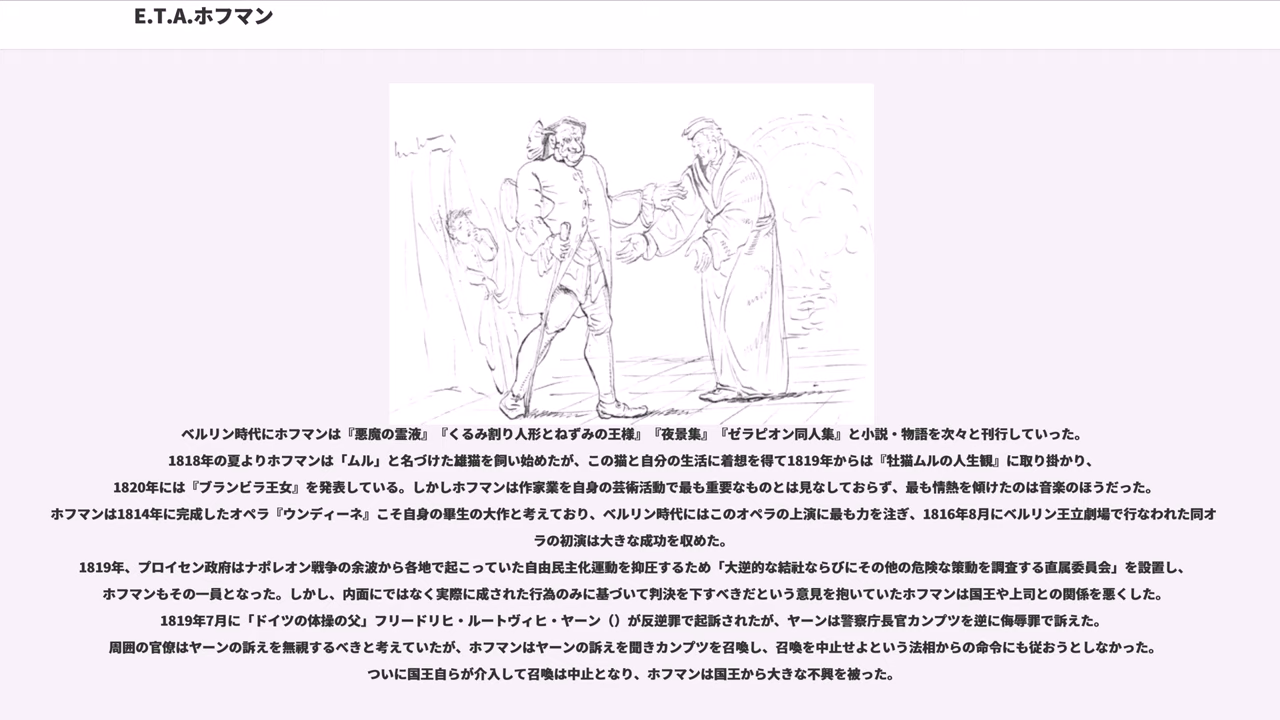 E.T.A.ホフマン
ベルリン時代にホフマンは『悪魔の霊液』『くるみ割り人形とねずみの王様』『夜景集』『ゼラピオン同人集』と小説・物語を次々と刊行していった。
1818年の夏よりホフマンは「ムル」と名づけた雄猫を飼い始めたが、この猫と自分の生活に着想を得て1819年からは『牡猫ムルの人生観』に取り掛かり、
1820年には『ブランビラ王女』を発表している。しかしホフマンは作家業を自身の芸術活動で最も重要なものとは見なしておらず、最も情熱を傾けたのは音楽のほうだった。
ホフマンは1814年に完成したオペラ『ウンディーネ』こそ自身の畢生の大作と考えており、ベルリン時代にはこのオペラの上演に最も力を注ぎ、1816年8月にベルリン王立劇場で行なわれた同オ
ラの初演は大きな成功を収めた。
1819年、プロイセン政府はナポレオン戦争の余波から各地で起こっていた自由民主化運動を抑圧するため「大逆的な結社ならびにその他の危険な策動を調査する直属委員会」を設置し、
ホフマンもその一員となった。しかし、内面にではなく実際に成された行為のみに基づいて判決を下すべきだという意見を抱いていたホフマンは国王や上司との関係を悪くした。
1819年7月に「ドイツの体操の父」フリードリヒ・ルートヴィヒ・ヤーン（）が反逆罪で起訴されたが、ヤーンは警察庁長官カンプツを逆に侮辱罪で訴えた。
周囲の官僚はヤーンの訴えを無視するべきと考えていたが、ホフマンはヤーンの訴えを聞きカンプツを召喚し、召喚を中止せよという法相からの命令にも従おうとしなかった。
ついに国王自らが介入して召喚は中止となり、ホフマンは国王から大きな不興を被った。